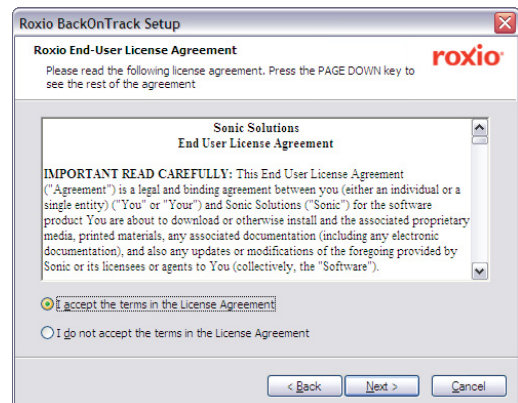 Roxio BackOnTrack Setup
Roxio End-User License Agreement
Please read the following license agreement. Press the PAGE DOWN key to
see the rest of the agreement
roxio
Sonic Solutions
End User License Agreement
IMPORTANT READ CAREFULLY: This End User License Agreement
("Agreement") is a legal and binding agreement between you (either an individual or a
single entity) ("You" or "Your") and Sonic Solutions ("Sonic") for the software
product You are about to download or otherwise install and the associated proprietary
media, printed materials, any associated documentation (including any electronic
documentation), and also any updates or modifications of the foregoing provided by
Sonic or its licensees or agents to You (collectively, the "Software").
I accept the terms in the License Agreement
I do not accept the terms in the License Agreement
< Back
Next >
Cancel